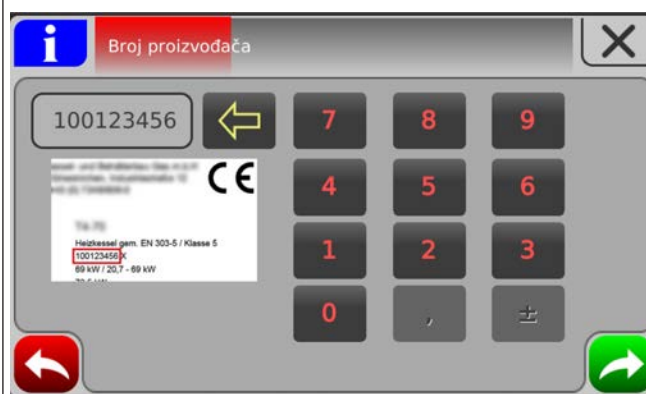 i
Broj proizvođača
100123456
7 8 9
4 5 6
1 2 3
0 , ±
CE
Heizkessel gem. EN 303-5 / Klasse 5
100123456 X
69 kW / 20,7 - 69 kW